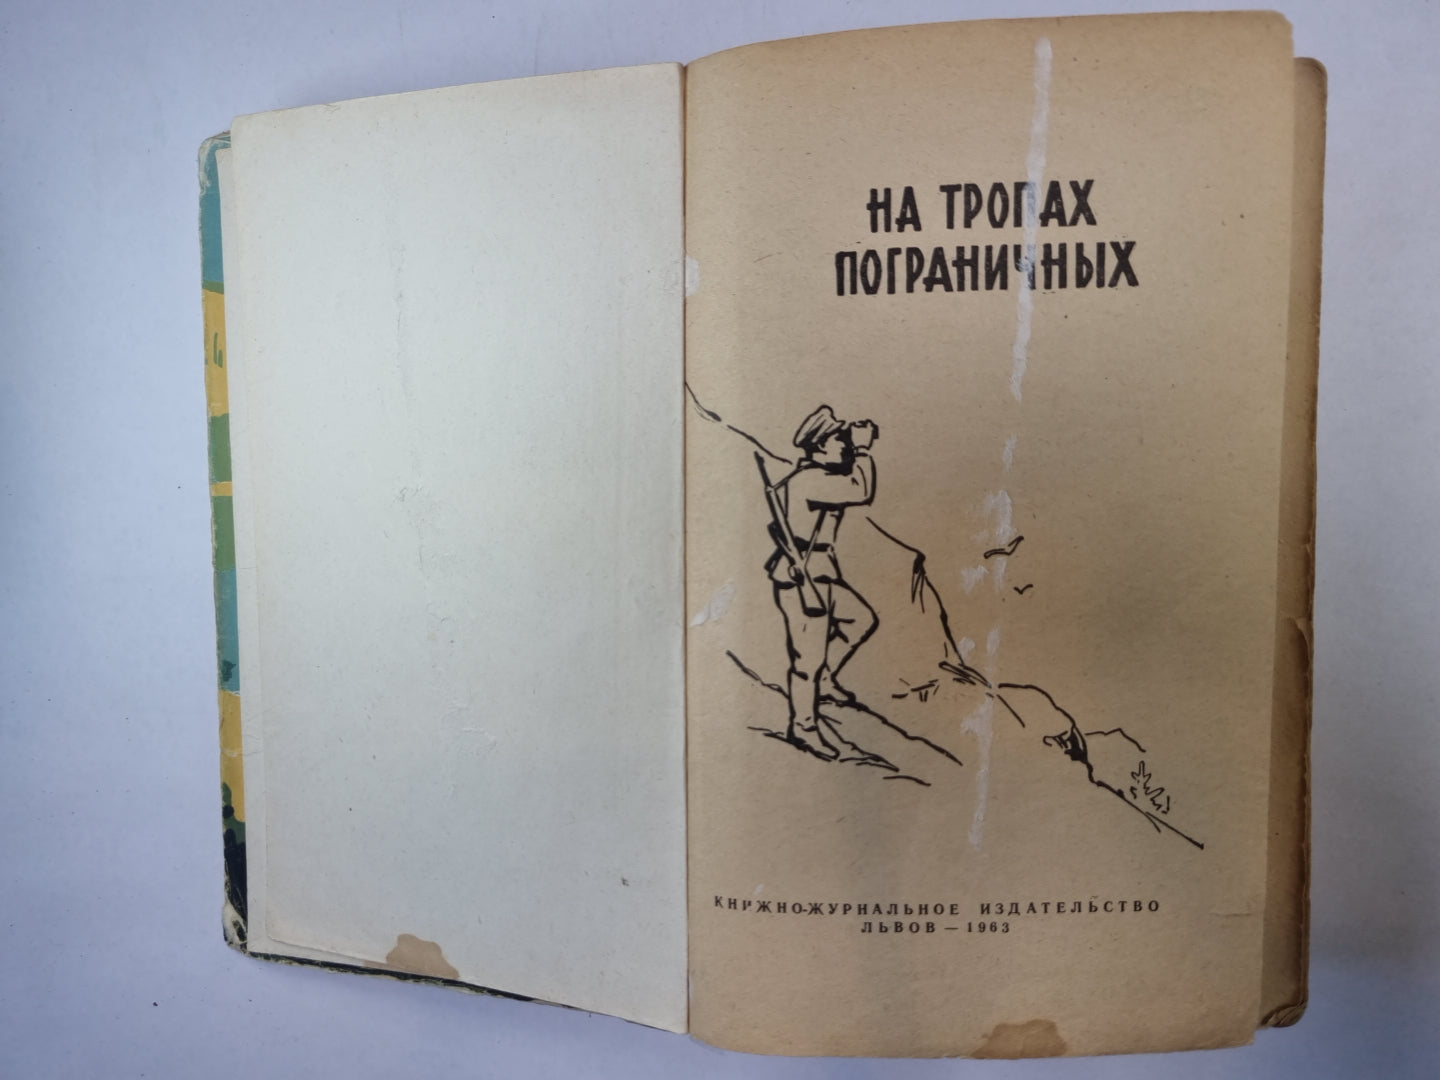 НА ТРОПАХ
ПОГРАНИЧНЫХ
КНИЖНО-ЖУРНАЛЬНОЕ ИЗДАТЕЛЬСТВО
ЛЬВОВ — 1963